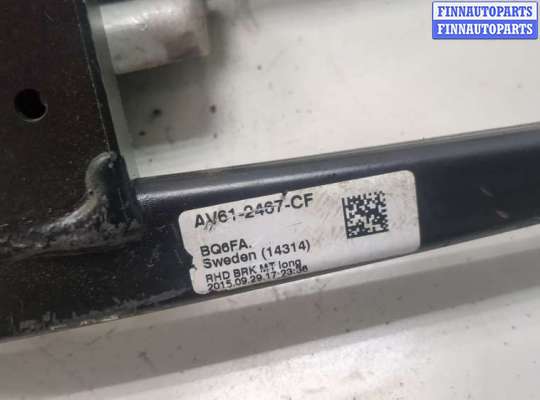 FINNAUTOPARTS
FINNAUTOPARTS
AV61-2467-CF
BQ6FA.
Sweden (14314)
RHD BRK MT long
2015.09.29.17-23:36